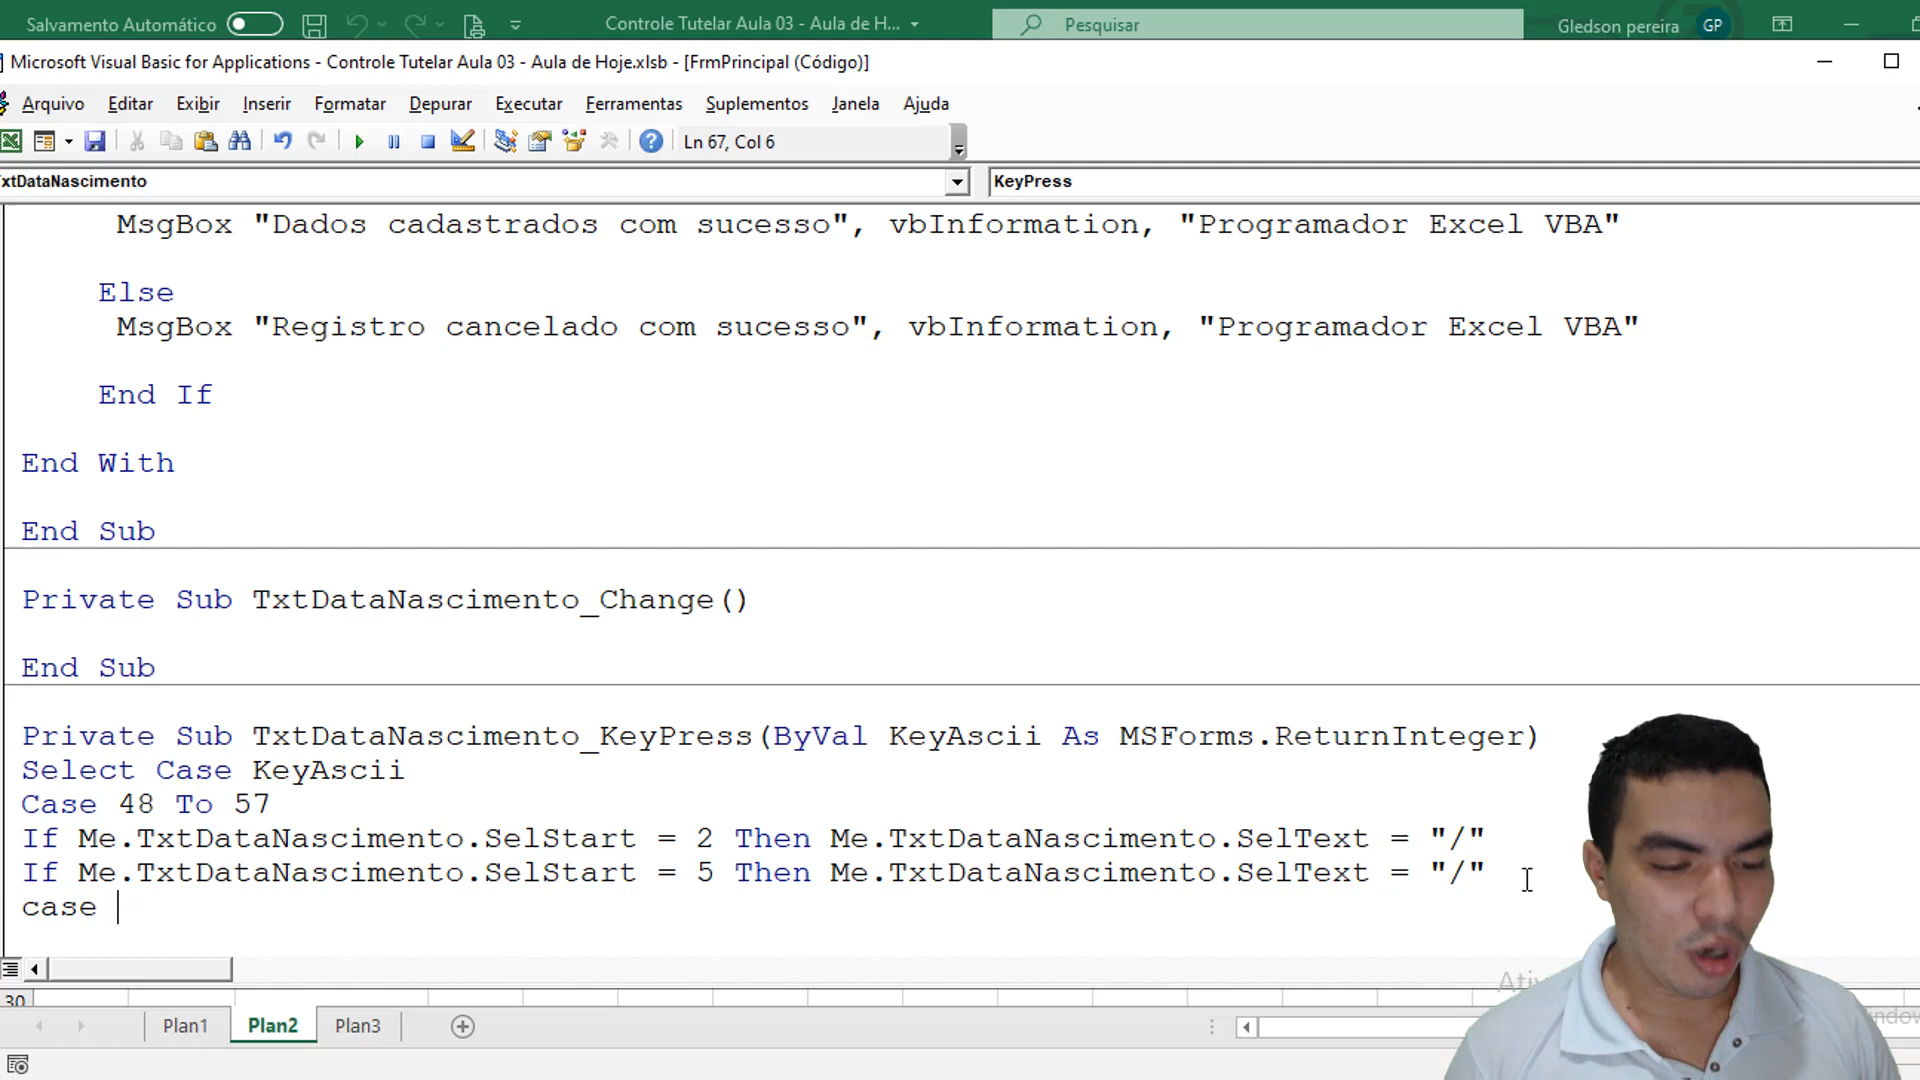 Salvamento Automático
Controle Tutelar Aula 03 - Aula de H...
Pesquisar
Gledson pereira
GP
Microsoft Visual Basic for Applications - Controle Tutelar Aula 03 - Aula de Hoje.xlsb - [FrmPrincipal (Código)]
Arquivo Editar Exibir Inserir Formatar Depurar Executar Ferramentas Suplementos Janela Ajuda
Ln 67, Col 6
xtDataNascimento
KeyPress
MsgBox "Dados cadastrados com sucesso", vbInformation, "Programador Excel VBA"
Else
MsgBox "Registro cancelado com sucesso", vbInformation, "Programador Excel VBA"
End If
End With
End Sub
Private Sub TxtDataNascimento_Change()
End Sub
Private Sub TxtDataNascimento_KeyPress(ByVal KeyAscii As MSForms.ReturnInteger)
Select Case KeyAscii
Case 48 To 57
If Me.TxtDataNascimento.SelStart = 2 Then Me.TxtDataNascimento.SelText = "/"
If Me.TxtDataNascimento.SelStart = 5 Then Me.TxtDataNascimento.SelText = "/"
case
30
Plan1 Plan2 Plan3